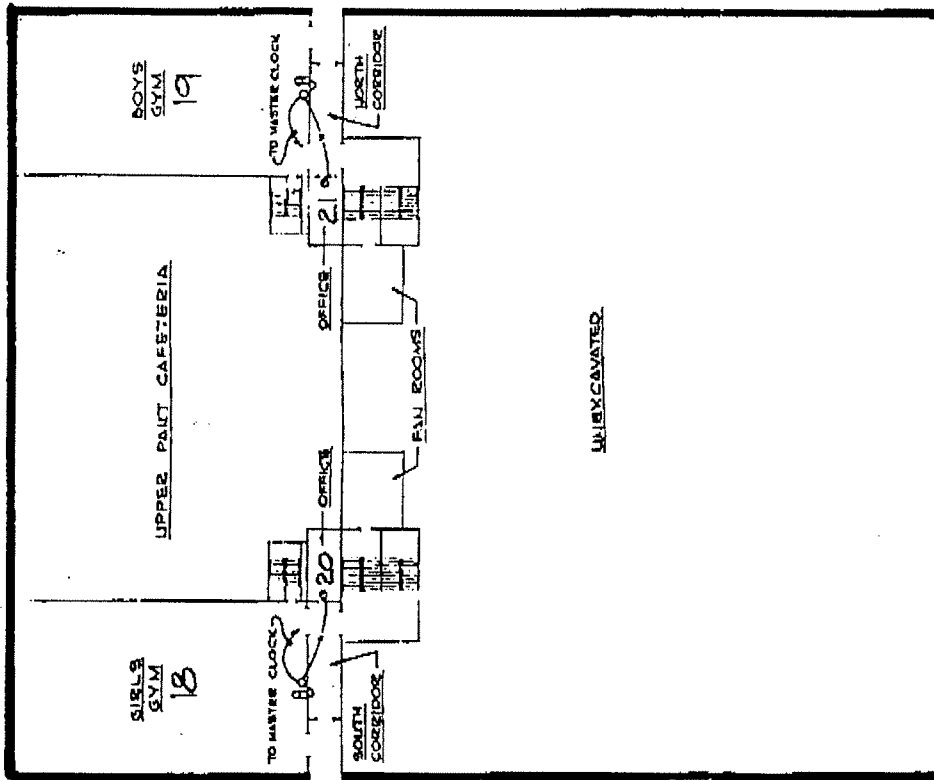 GIRLS
GYM
18
UPPER PART CAFETERIA
BOYS
GYM
19
TO MASTER CLOCK
TO MASTER CLOCK
20
OFFICE
OFFICE
21
SOUTH
CORRIDOR
NORTH
CORRIDOR
FAN ROOMS
UNEXCAVATED